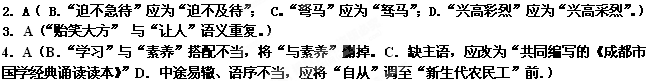 2. A（ B.“迫不急待”应为“迫不及待”； C。“弩马”应为“驽马”；D.“兴高彩烈”应为“兴高采烈”。）
3. A（“贻笑大方” 与“让人”语义重复。）
4. A（B.“学习”与“素养”搭配不当，将“与素养”删掉。C. 缺主语，应改为“共同编写的《成都市
国学经典诵读读本》”D. 中途易辙、语序不当，应将“自从”调至“新生代农民工”前.）